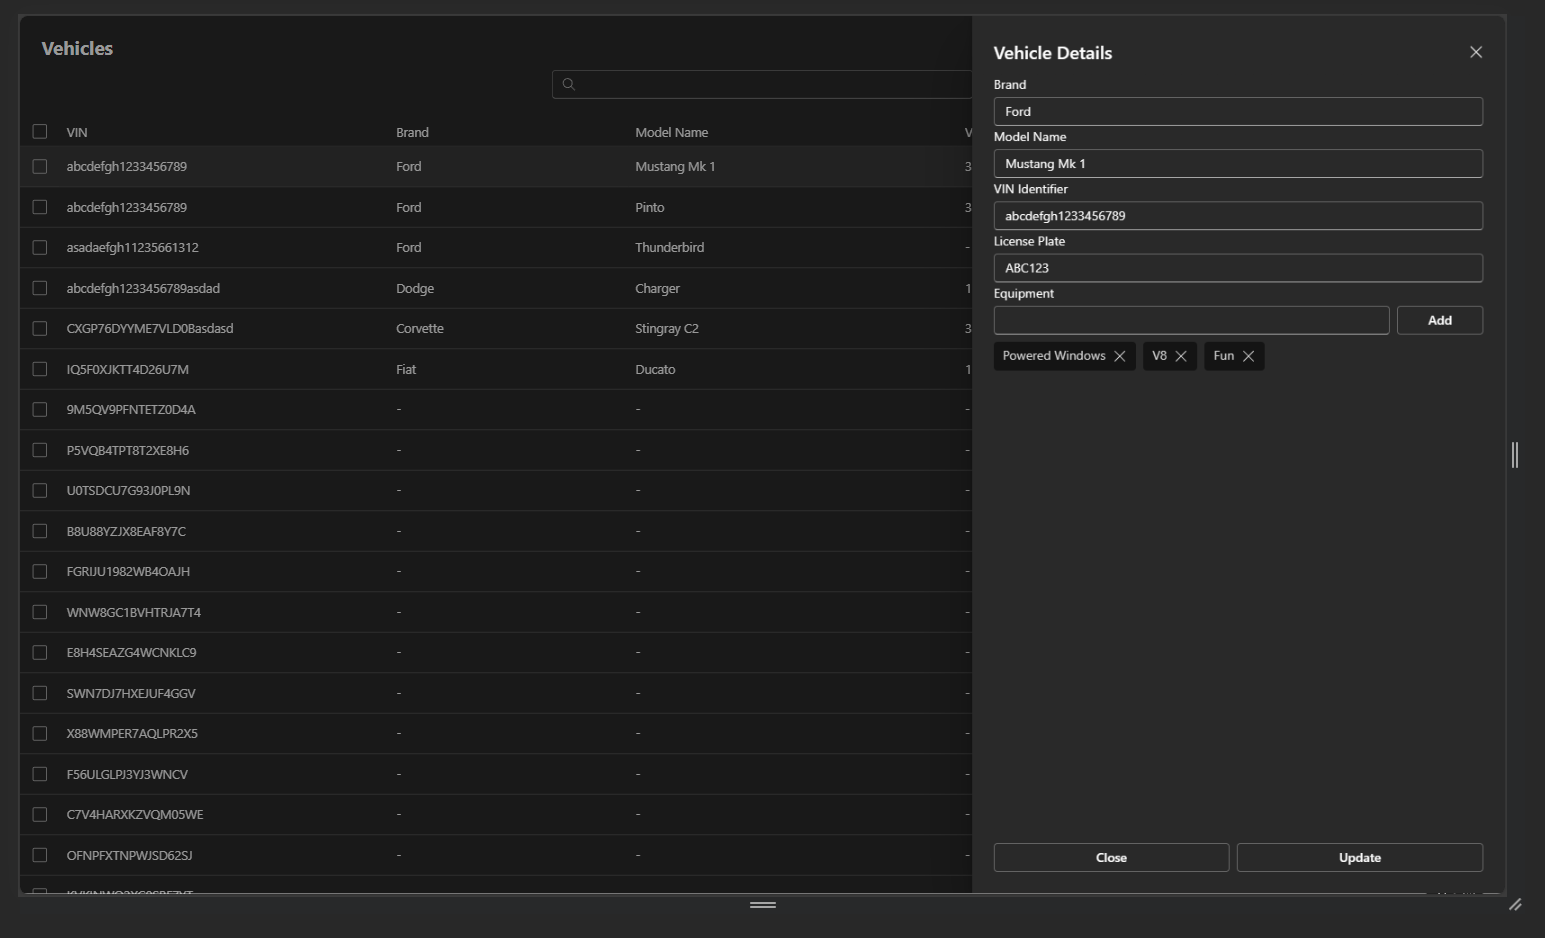 Vehicles
VIN Brand Model Name V
abcdefgh1233456789 Ford Mustang Mk 1 3
abcdefgh1233456789 Ford Pinto 3
asadaefgh11235661312 Ford Thunderbird -
abcdefgh1233456789asdad Dodge Charger 1
CXGP76DYYME7VLD0Basdasd Corvette Stingray C2 3
IQ5F0XJKTT4D26U7M Fiat Ducato 1
9M5QV9PFNTETZ0D4A - - -
P5VQB4TPT8T2XE8H6 - - -
U0TSDCU7G93J0PL9N - - -
B8U88YZJX8EAF8Y7C - - -
FGRIJU1982WB4OAJH - - -
WNW8GC1BVHTRJA7T4 - - -
E8H4SEAZG4WCNKLC9 - - -
SWN7DJ7HXEJUF4GGV - - -
X88WMPER7AQLPR2X5 - - -
F56ULGLPJ3YJ3WNCV - - -
C7V4HARXKZVQM05WE - - -
OFNPFXTNPWJSD62SJ - - -
Vehicle Details
Brand
Ford
Model Name
Mustang Mk 1
VIN Identifier
abcdefgh1233456789
License Plate
ABC123
Equipment
Add
Powered Windows V8 Fun
Close Update